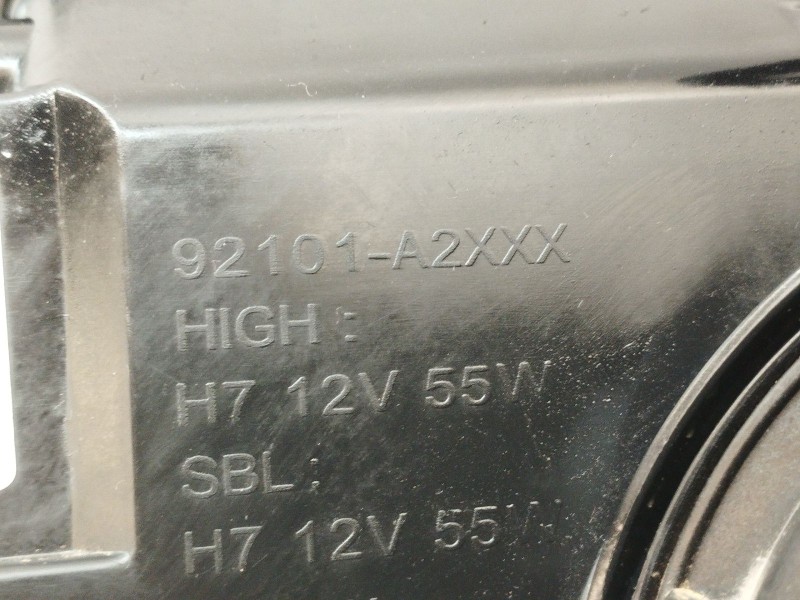 92101-A2XXX
HIGH :
H7 12V 55W
SBL :
H7 12V 55W